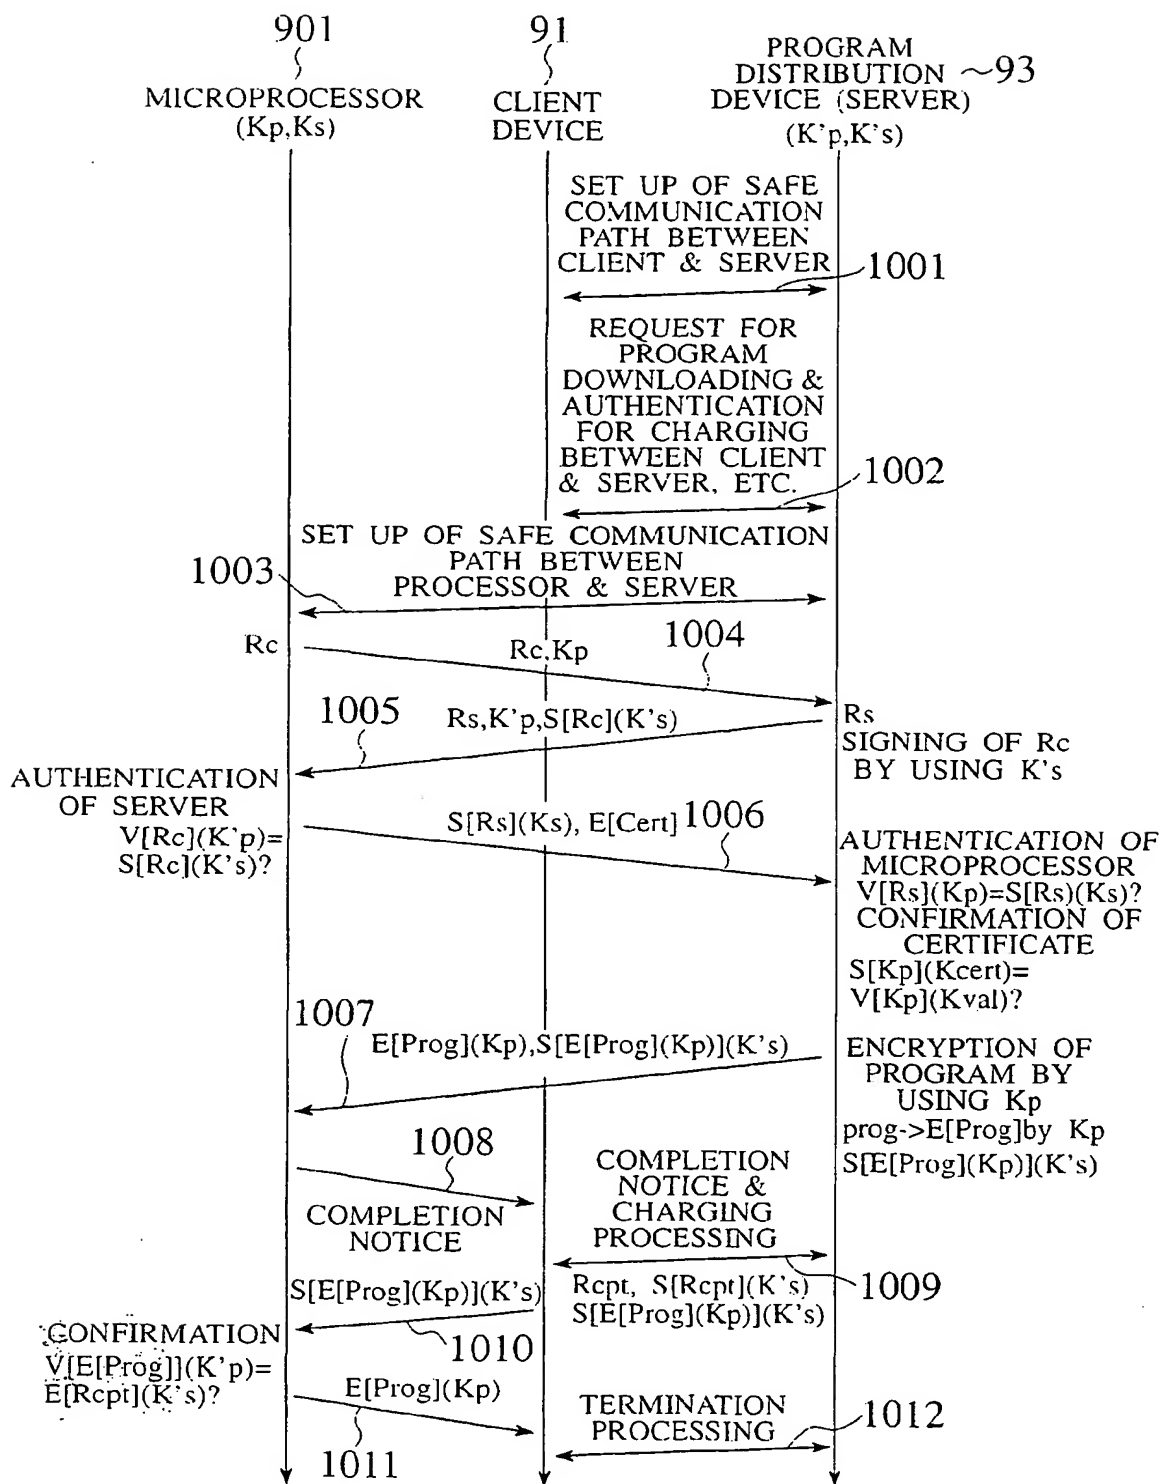 901
91
PROGRAM
DISTRIBUTION
DEVICE (SERVER)
~93
(K'p,K's)
MICROPROCESSOR
(Kp,Ks)
CLIENT
DEVICE
SET UP OF SAFE
COMMUNICATION
PATH BETWEEN
CLIENT & SERVER
1001
REQUEST FOR
PROGRAM
DOWNLOADING &
AUTHENTICATION
FOR CHARGING
BETWEEN CLIENT
& SERVER, ETC.
1002
SET UP OF SAFE COMMUNICATION
PATH BETWEEN
PROCESSOR & SERVER
1003
Rc
Rc,Kp
1004
1005
Rs,K'p,S[Rc](K's)
Rs
SIGNING OF Rc
BY USING K's
AUTHENTICATION
OF SERVER
V[Rc](K'p)=
S[Rc](K's)?
S[Rs](Ks), E[Cert]
1006
AUTHENTICATION OF
MICROPROCESSOR
V[Rs](Kp)=S[Rs)(Ks)?
CONFIRMATION OF
CERTIFICATE
S[Kp](Kcert)=
V[Kp](Kval)?
1007
E[Prog](Kp),S[E[Prog](Kp)](K's)
ENCRYPTION OF
PROGRAM BY
USING Kp
prog->E[Prog]by Kp
S[E[Prog](Kp)](K's)
1008
COMPLETION
NOTICE
COMPLETION
NOTICE &
CHARGING
PROCESSING
1009
S[E[Prog](Kp)](K's)
Rcpt, S[Rcpt](K's)
S[E[Prog](Kp)](K's)
1010
CONFIRMATION
V[E[Prog]](K'p)=
E[Rcpt](K's)?
E[Prog](Kp)
1011
TERMINATION
PROCESSING
1012